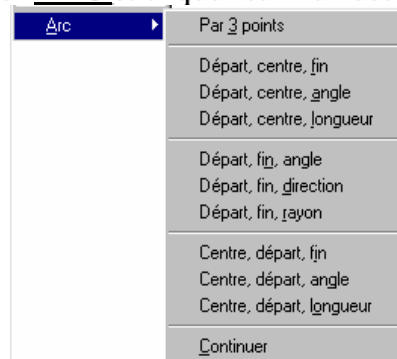 Arc
Par 3 points
Départ, centre, fin
Départ, centre, angle
Départ, centre, longueur
Départ, fin, angle
Départ, fin, direction
Départ, fin, rayon
Centre, départ, fin
Centre, départ, angle
Centre, départ, longueur
Continuer